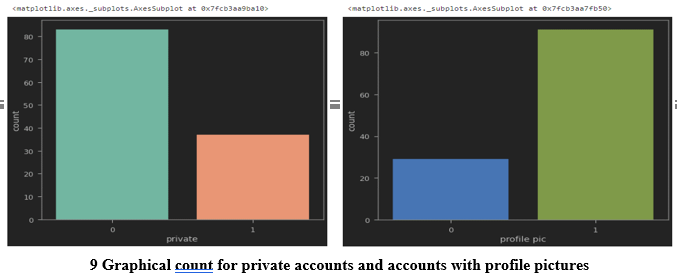 <matplotlib.axes._subplots.AxesSubplot at 0x7fcb3aa9ba10>
80
70
60
50
40
30
20
10
0
count
0 1
private
<matplotlib.axes._subplots.AxesSubplot at 0x7fcb3aa7fb50>
80
60
40
20
0
count
0 1
profile pic
9 Graphical count for private accounts and accounts with profile pictures